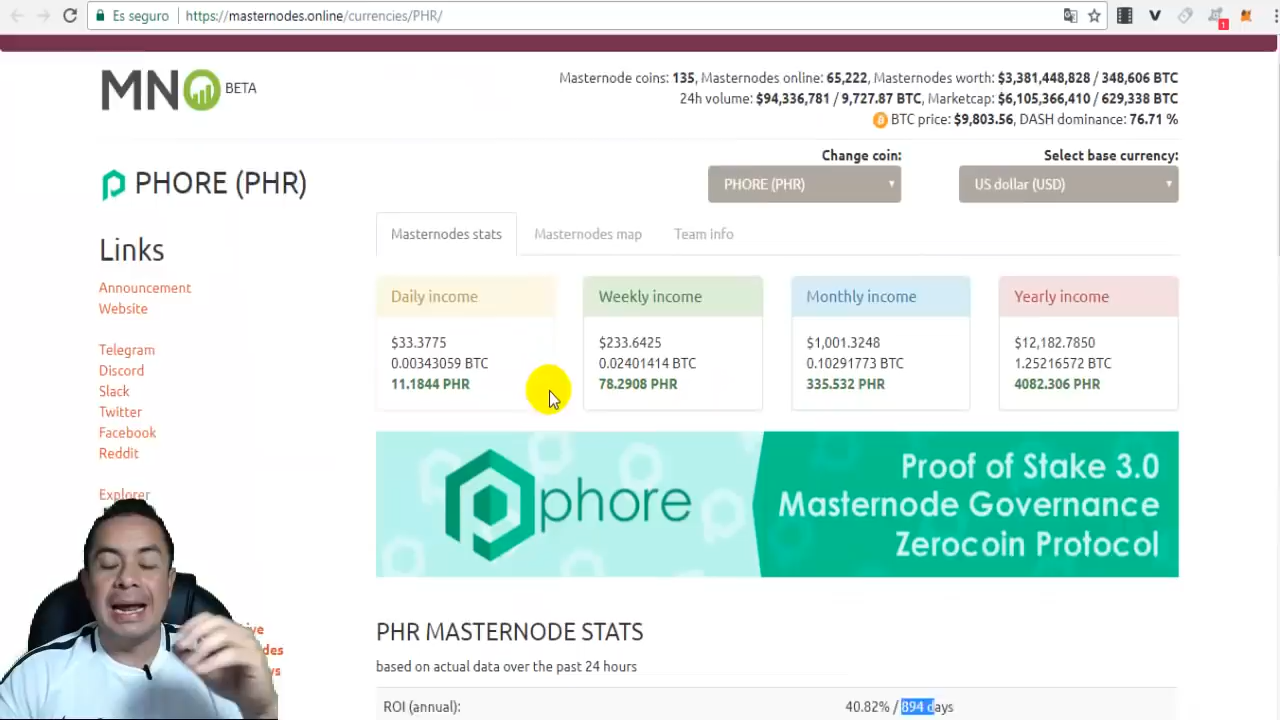 Es seguro https://masternodes.online/currencies/PHR/
1
MNO BETA
Masternode coins: 135, Masternodes online: 65,222, Masternodes worth: $3,381,448,828 / 348,606 BTC
24h volume: $94,336,781 / 9,727.87 BTC, Marketcap: $6,105,366,410 / 629,338 BTC
BTC price: $9,803.56, DASH dominance: 76.71 %
PHORE (PHR)
Change coin:
PHORE (PHR)
Select base currency:
US dollar (USD)
Links
Announcement
Website
Telegram
Discord
Slack
Twitter
Facebook
Reddit
Explorer
Masternodes stats
Masternodes map
Team info
Daily income
$33.3775
0.00343059 BTC
11.1844 PHR
Weekly income
$233.6425
0.02401414 BTC
78.2908 PHR
Monthly income
$1,001.3248
0.10291773 BTC
335.532 PHR
Yearly income
$12,182.7850
1.25216572 BTC
4082.306 PHR
phore
Proof of Stake 3.0
Masternode Governance
Zerocoin Protocol
PHR MASTERNODE STATS
based on actual data over the past 24 hours
ROI (annual): 40.82% / 894 days